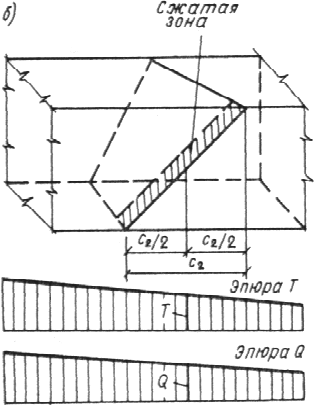 б)
Сжатая
зона
c₂/2 c₂/2
c₂
Эпюра T
T
Эпюра Q
Q